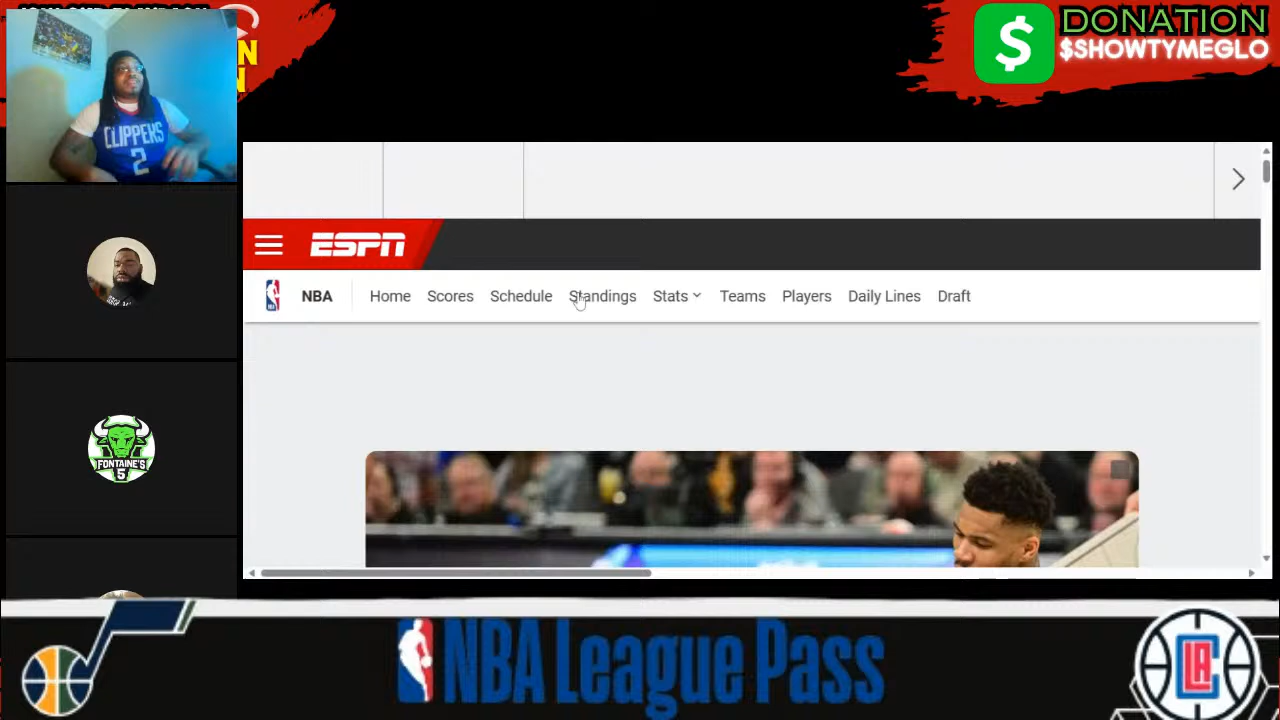 N
N
DONATION
$SHOWTYMEGLO
CLIPPERS
2
FONTAINE'S
5
ESPN
NBA
Home
Scores
Schedule
Standings
Stats
Teams
Players
Daily Lines
Draft
NBA League Pass
LA